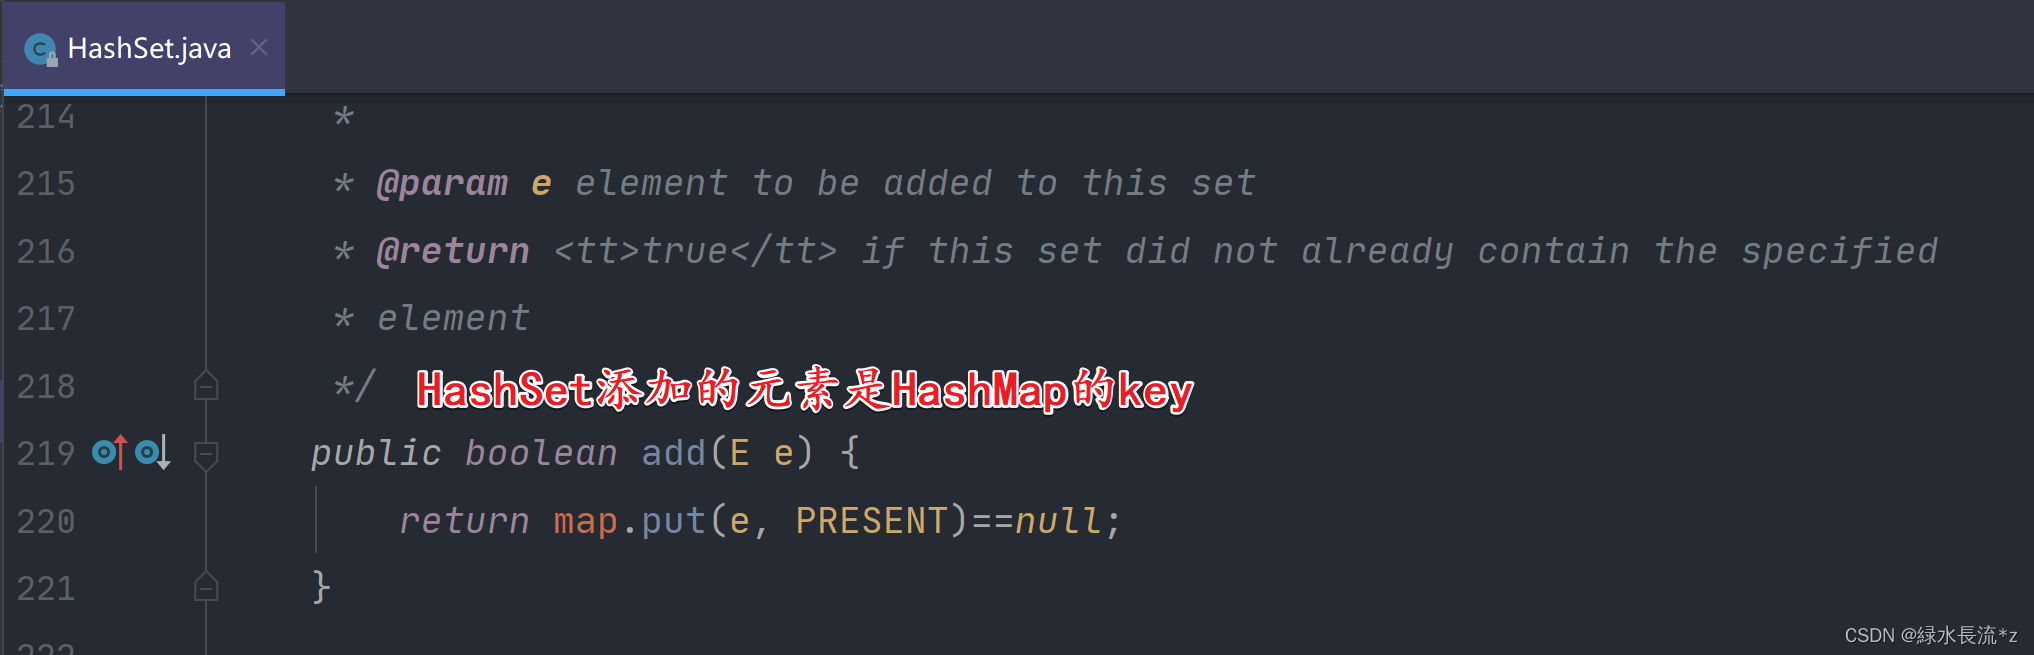 HashSet.java
214 *
215 * @param e element to be added to this set
216 * @return <tt>true</tt> if this set did not already contain the specified
217 * element
218 */ HashSet添加的元素是HashMap的key
219 public boolean add(E e) {
220 return map.put(e, PRESENT)==null;
221 }
CSDN @緑水長流*z